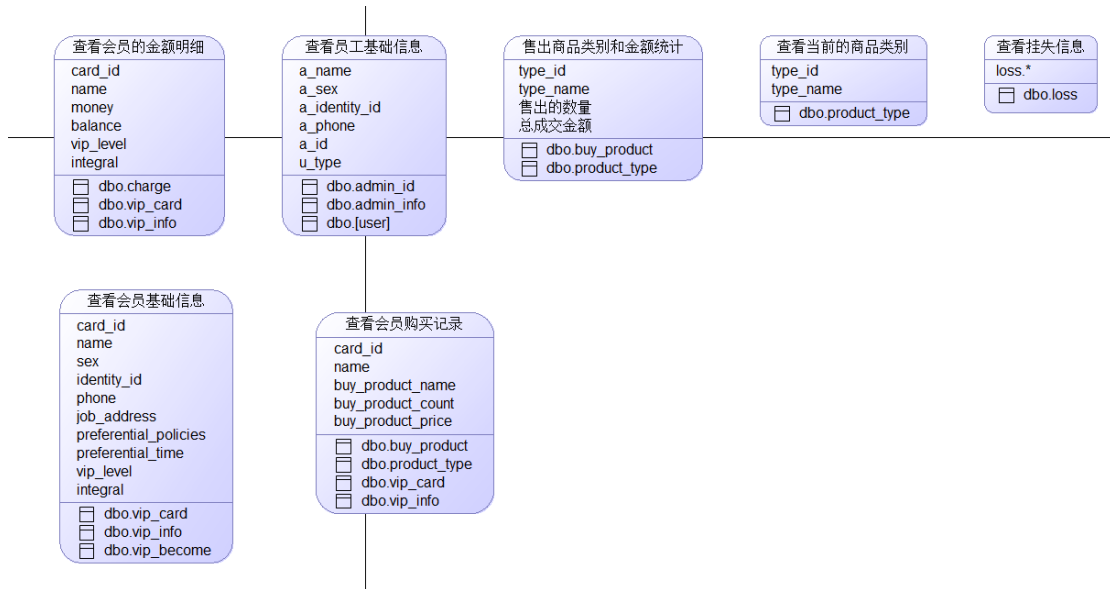 查看会员的金额明细
card_id
name
money
balance
vip_level
integral
dbo.charge
dbo.vip_card
dbo.vip_info
查看员工基础信息
a_name
a_sex
a_identity_id
a_phone
a_id
u_type
dbo.admin_id
dbo.admin_info
dbo.[user]
售出商品类别和金额统计
type_id
type_name
售出的数量
总成交金额
dbo.buy_product
dbo.product_type
查看当前的商品类别
type_id
type_name
dbo.product_type
查看挂失信息
loss.*
dbo.loss
查看会员基础信息
card_id
name
sex
identity_id
phone
job_address
preferential_policies
preferential_time
vip_level
integral
dbo.vip_card
dbo.vip_info
dbo.vip_become
查看会员购买记录
card_id
name
buy_product_name
buy_product_count
buy_product_price
dbo.buy_product
dbo.product_type
dbo.vip_card
dbo.vip_info